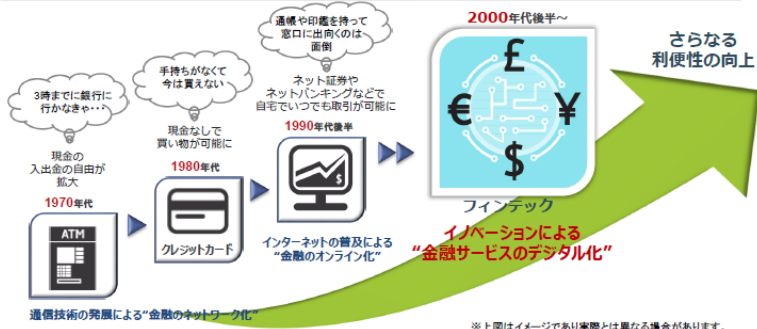 3時までに銀行に
行かなきゃ・・・
現金の
入出金の自由が
拡大
1970年代
ATM
通信技術の発展による“金融のネットワーク化”
手持ちがなくて
今は買えない
現金なしで
買い物が可能に
1980年代
クレジットカード
通帳や印鑑を持って
窓口に出向くのは
面倒
ネット証券や
ネットバンキングなどで
自宅でいつでも取引が可能に
1990年代後半
インターネットの普及による
“金融のオンライン化”
2000年代後半～
£
€
¥
$
フィンテック
イノベーションによる
“金融サービスのデジタル化”
さらなる
利便性の向上
※上図はイメージであり実際とは異なる場合があります。